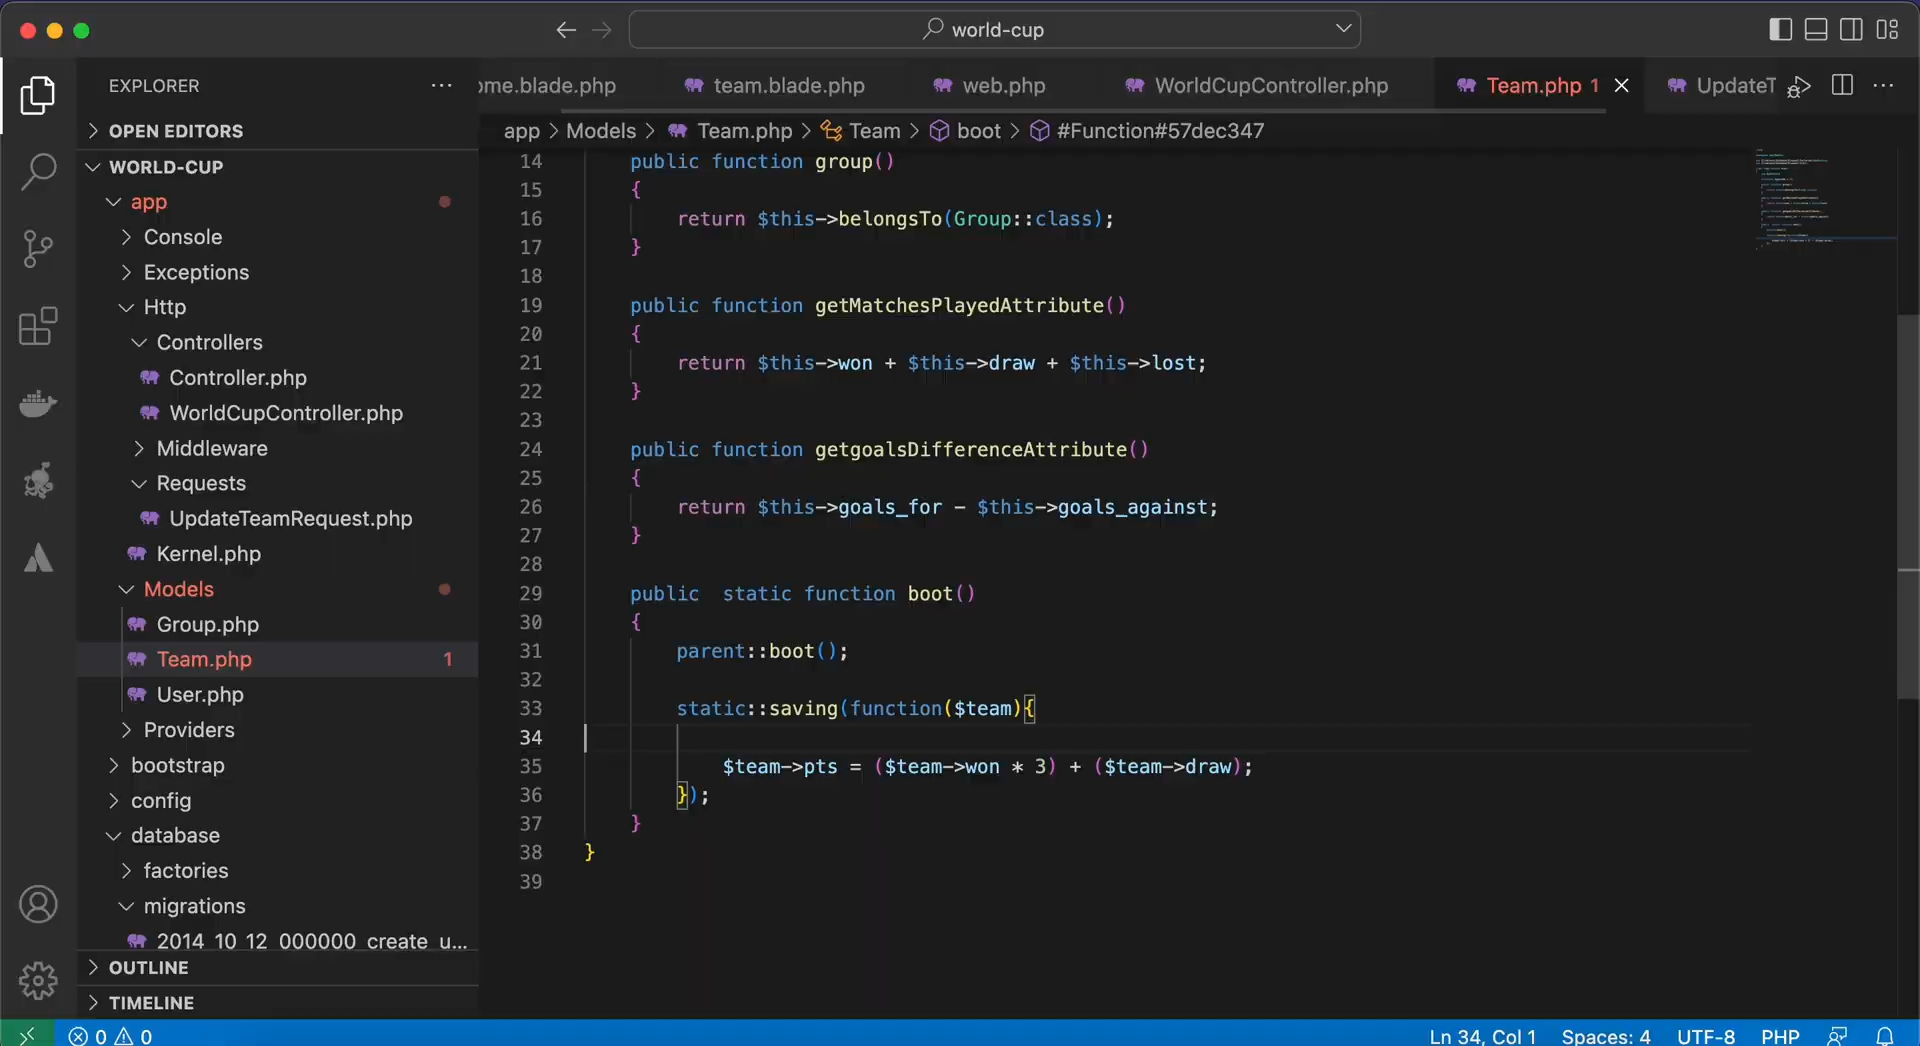 world-cup
EXPLORER
ome.blade.php
team.blade.php
web.php
WorldCupController.php
Team.php 1
UpdateT
app > Models > Team.php > Team > boot > #Function#57dec347
OPEN EDITORS
WORLD-CUP
app
Console
Exceptions
Http
Controllers
Controller.php
WorldCupController.php
Middleware
Requests
UpdateTeamRequest.php
Kernel.php
Models
Group.php
Team.php 1
User.php
Providers
bootstrap
config
database
factories
migrations
2014_10_12_000000_create_u...
OUTLINE
TIMELINE
14 public function group()
15 {
16 return $this->belongsTo(Group::class);
17 }
18
19 public function getMatchesPlayedAttribute()
20 {
21 return $this->won + $this->draw + $this->lost;
22 }
23
24 public function getgoalsDifferenceAttribute()
25 {
26 return $this->goals_for - $this->goals_against;
27 }
28
29 public  static function boot()
30 {
31 parent::boot();
32
33 static::saving(function($team){
34
35 $team->pts = ($team->won * 3) + ($team->draw);
36 });
37 }
38 }
39
0 0
Ln 34, Col 1 Spaces: 4 UTF-8 PHP